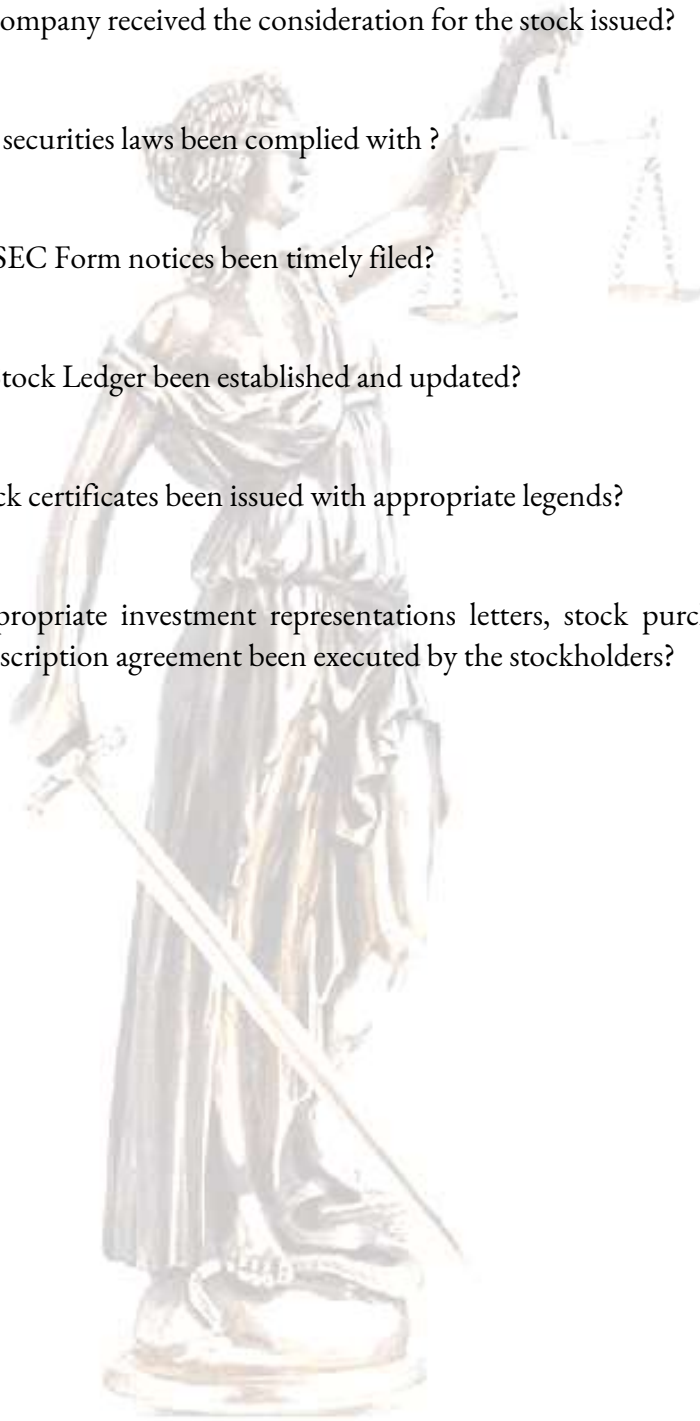 ompany received the consideration for the stock issued?
securities laws been complied with ?
SEC Form notices been timely filed?
tock Ledger been established and updated?
ck certificates been issued with appropriate legends?
propriate investment representations letters, stock purc
scription agreement been executed by the stockholders?